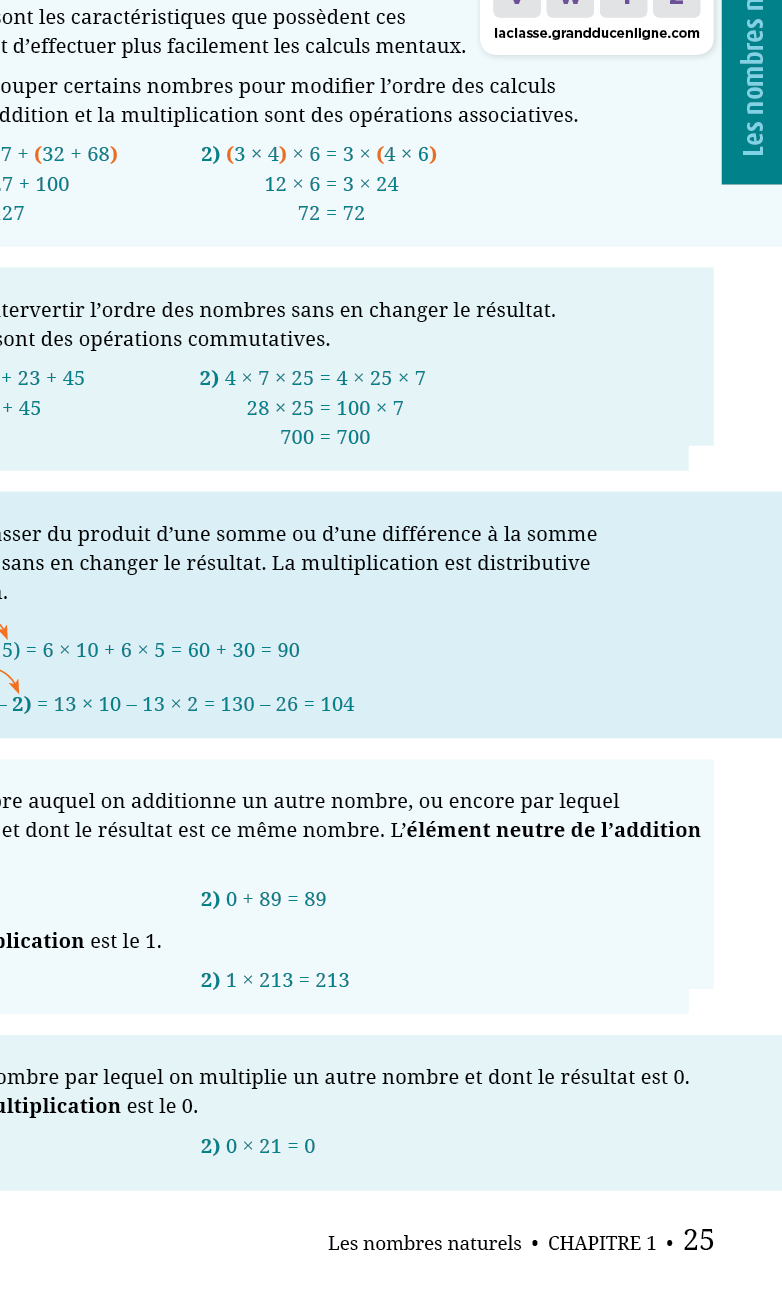 sont les caractéristiques que possèdent ces
t d’effectuer plus facilement les calculs mentaux.
laclasse.grandducenligne.com
Les nombres n
ouper certains nombres pour modifier l’ordre des calculs
ddition et la multiplication sont des opérations associatives.
7 + (32 + 68) 2) (3 × 4) × 6 = 3 × (4 × 6)
7 + 100 12 × 6 = 3 × 24
27 72 = 72
tervertir l’ordre des nombres sans en changer le résultat.
sont des opérations commutatives.
+ 23 + 45 2) 4 × 7 × 25 = 4 × 25 × 7
+ 45 28 × 25 = 100 × 7
700 = 700
sser du produit d’une somme ou d’une différence à la somme
sans en changer le résultat. La multiplication est distributive
.
5) = 6 × 10 + 6 × 5 = 60 + 30 = 90
– 2) = 13 × 10 – 13 × 2 = 130 – 26 = 104
re auquel on additionne un autre nombre, ou encore par lequel
et dont le résultat est ce même nombre. L’élément neutre de l’addition
2) 0 + 89 = 89
plication est le 1.
2) 1 × 213 = 213
ombre par lequel on multiplie un autre nombre et dont le résultat est 0.
ultiplication est le 0.
2) 0 × 21 = 0
Les nombres naturels • CHAPITRE 1 • 25